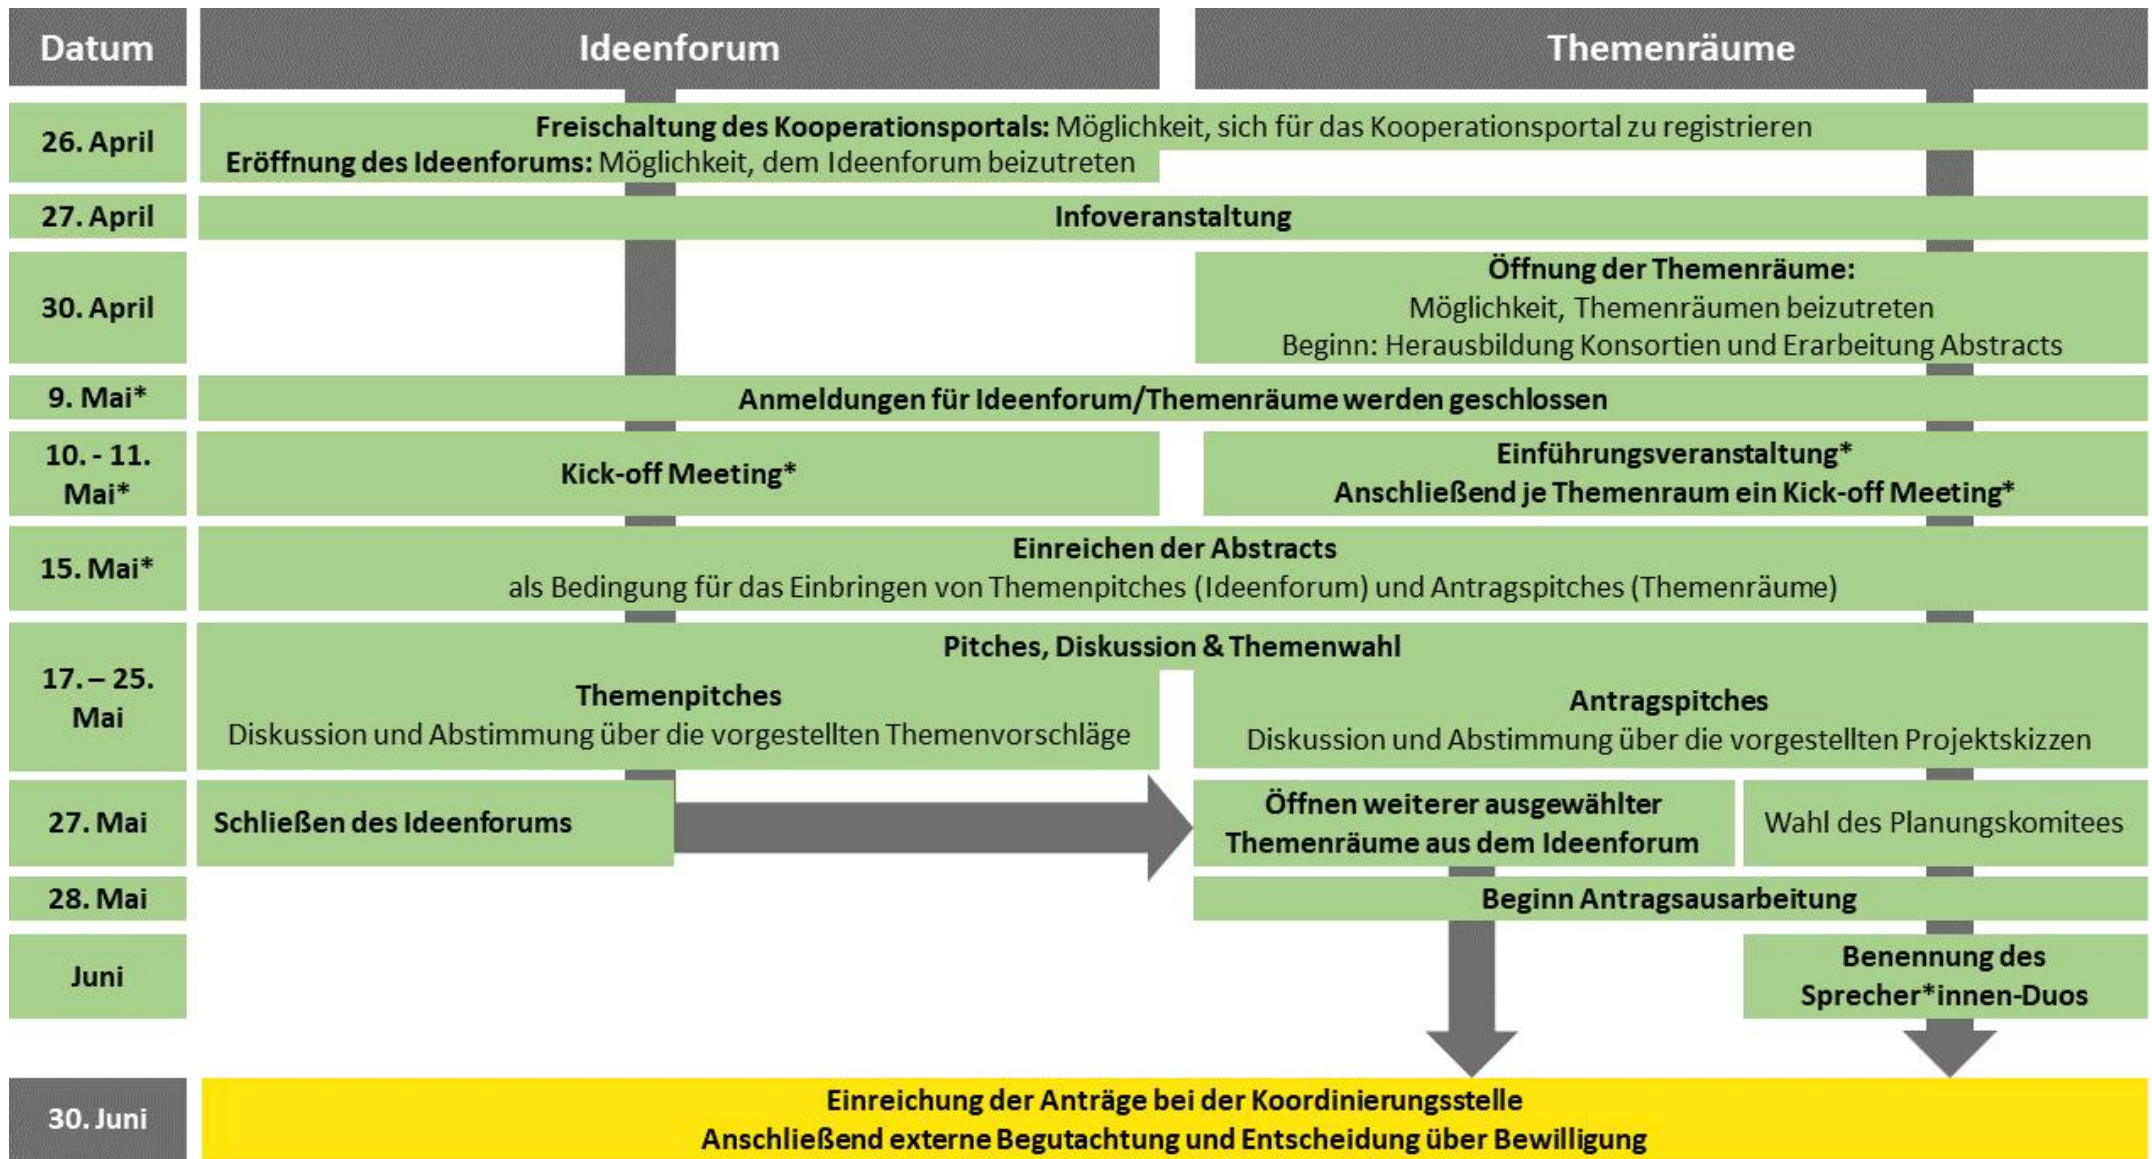 Datum
Ideenforum
Themenräume
26. April
Freischaltung des Kooperationsportals: Möglichkeit, sich für das Kooperationsportal zu registrieren
Eröffnung des Ideenforums: Möglichkeit, dem Ideenforum beizutreten
27. April
Infoveranstaltung
30. April
Öffnung der Themenräume:
Möglichkeit, Themenräumen beizutreten
Beginn: Herausbildung Konsortien und Erarbeitung Abstracts
9. Mai*
Anmeldungen für Ideenforum/Themenräume werden geschlossen
10. - 11.
Mai*
Kick-off Meeting*
Einführungsveranstaltung*
Anschließend je Themenraum ein Kick-off Meeting*
15. Mai*
Einreichen der Abstracts
als Bedingung für das Einbringen von Themenpitches (Ideenforum) und Antragspitches (Themenräume)
17. – 25.
Mai
Pitches, Diskussion & Themenwahl
Themenpitches
Diskussion und Abstimmung über die vorgestellten Themenvorschläge
Antragspitches
Diskussion und Abstimmung über die vorgestellten Projektskizzen
27. Mai
Schließen des Ideenforums
Öffnen weiterer ausgewählter
Themenräume aus dem Ideenforum
Wahl des Planungskomitees
28. Mai
Beginn Antragsausarbeitung
Juni
Benennung des
Sprecher*innen-Duos
30. Juni
Einreichung der Anträge bei der Koordinierungsstelle
Anschließend externe Begutachtung und Entscheidung über Bewilligung